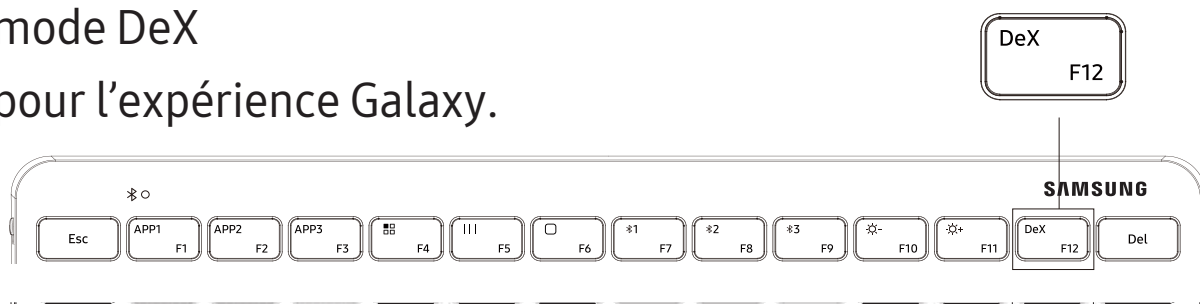 mode DeX
pour l'expérience Galaxy.
DeX
F12
SAMSUNG
Esc APP1 F1 APP2 F2 APP3 F3 F4 F5 F6 1 F7 2 F8 3 F9 - F10 + F11 DeX F12 Del